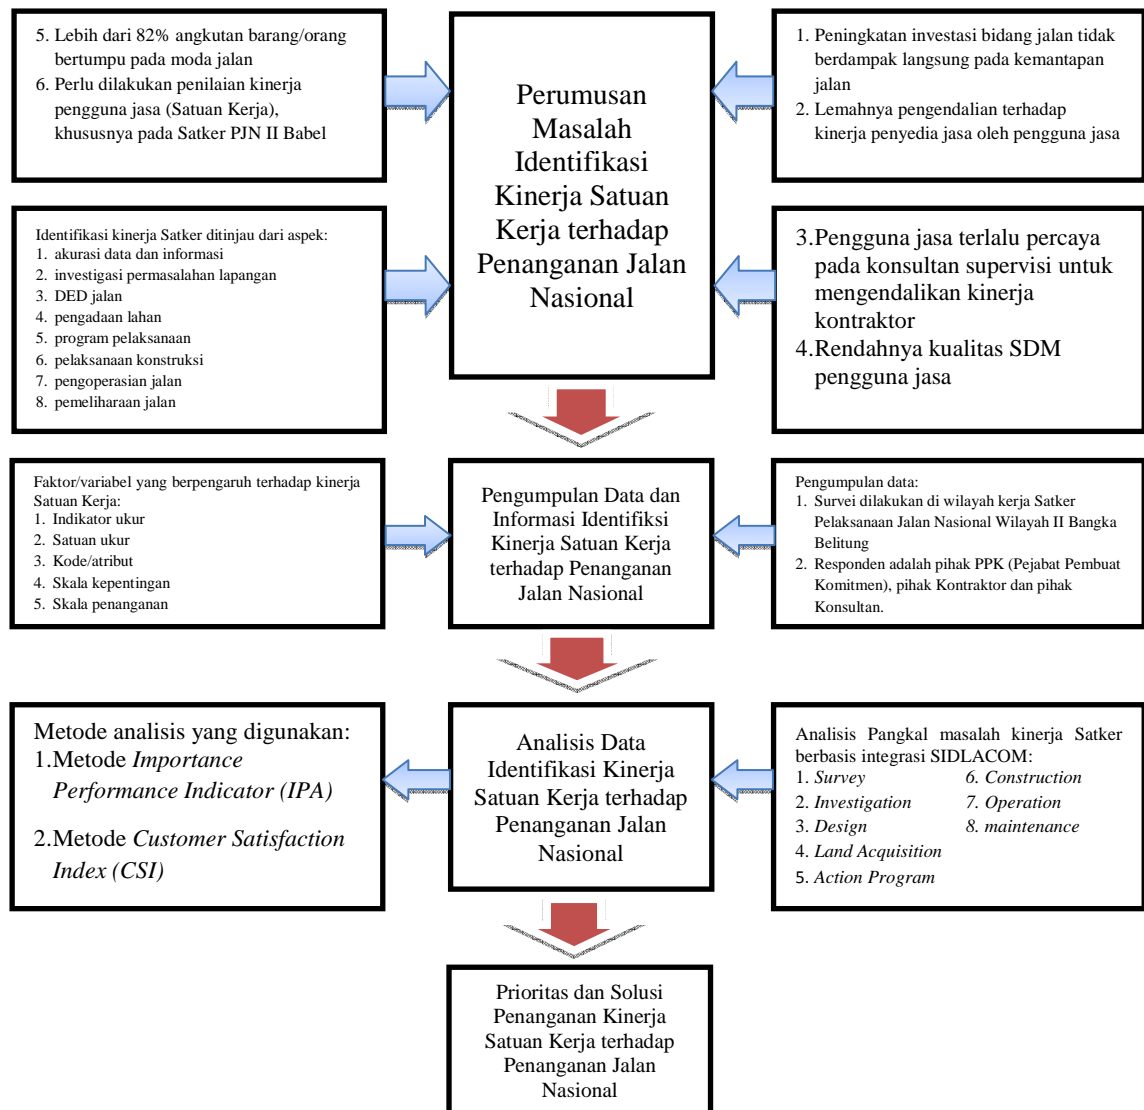 5. Lebih dari 82% angkutan barang/orang
bertumpu pada moda jalan
6. Perlu dilakukan penilaian kinerja
pengguna jasa (Satuan Kerja),
khususnya pada Satker PJN II Babel
Perumusan
Masalah
Identifikasi
Kinerja Satuan
Kerja terhadap
Penanganan Jalan
Nasional
1. Peningkatan investasi bidang jalan tidak
berdampak langsung pada kemantapan
jalan
2. Lemahnya pengendalian terhadap
kinerja penyedia jasa oleh pengguna jasa
Identifikasi kinerja Satker ditinjau dari aspek:
1. akurasi data dan informasi
2. investigasi permasalahan lapangan
3. DED jalan
4. pengadaan lahan
5. program pelaksanaan
6. pelaksanaan konstruksi
7. pengoperasian jalan
8. pemeliharaan jalan
3.Pengguna jasa terlalu percaya
pada konsultan supervisi untuk
mengendalikan kinerja
kontraktor
4.Rendahnya kualitas SDM
pengguna jasa
Faktor/variabel yang berpengaruh terhadap kinerja
Satuan Kerja:
1. Indikator ukur
2. Satuan ukur
3. Kode/atribut
4. Skala kepentingan
5. Skala penanganan
Pengumpulan Data dan
Informasi Identifiksi
Kinerja Satuan Kerja
terhadap Penanganan
Jalan Nasional
Pengumpulan data:
1. Survei dilakukan di wilayah kerja Satker
Pelaksanaan Jalan Nasional Wilayah II Bangka
Belitung
2. Responden adalah pihak PPK (Pejabat Pembuat
Komitmen), pihak Kontraktor dan pihak
Konsultan.
Metode analisis yang digunakan:
1.Metode Importance
Performance Indicator (IPA)
2.Metode Customer Satisfaction
Index (CSI)
Analisis Data
Identifikasi Kinerja
Satuan Kerja terhadap
Penanganan Jalan
Nasional
Analisis Pangkal masalah kinerja Satker
berbasis integrasi SIDLACOM:
1. Survey
2. Investigation
3. Design
4. Land Acquisition
5. Action Program
6. Construction
7. Operation
8. maintenance
Prioritas dan Solusi
Penanganan Kinerja
Satuan Kerja terhadap
Penanganan Jalan
Nasional